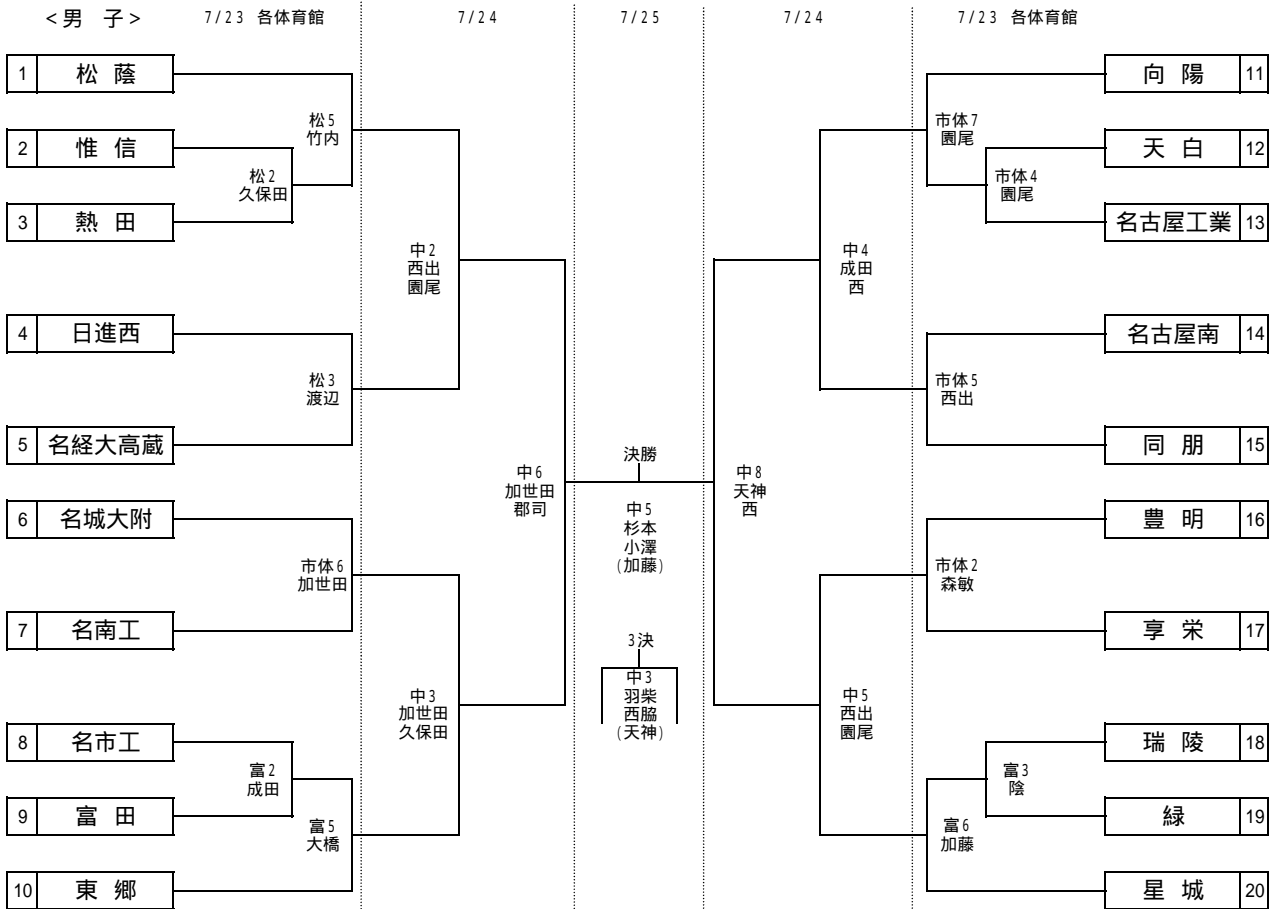 <男 子> 7/23 各体育館 7/24 7/25 7/24 7/23 各体育館
1 松 蔭
2 惟 信
3 熱 田
4 日進西
5 名経大高蔵
6 名城大附
7 名南工
8 名市工
9 富 田
10 東 郷
松5
竹内
松2
久保田
松3
渡辺
市体6
加世田
富2
成田
富5
大橋
中2
西出
園尾
中3
加世田
久保田
中6
加世田
郡司
決勝
中5
杉本
小澤
(加藤)
3決
中3
羽柴
西脇
(天神)
中8
天神
西
中4
成田
西
中5
西出
園尾
市体7
園尾
市体4
園尾
市体5
西出
市体2
森敏
富3
陰
富6
加藤
向 陽 11
天 白 12
名古屋工業 13
名古屋南 14
同 朋 15
豊 明 16
享 栄 17
瑞 陵 18
緑 19
星 城 20